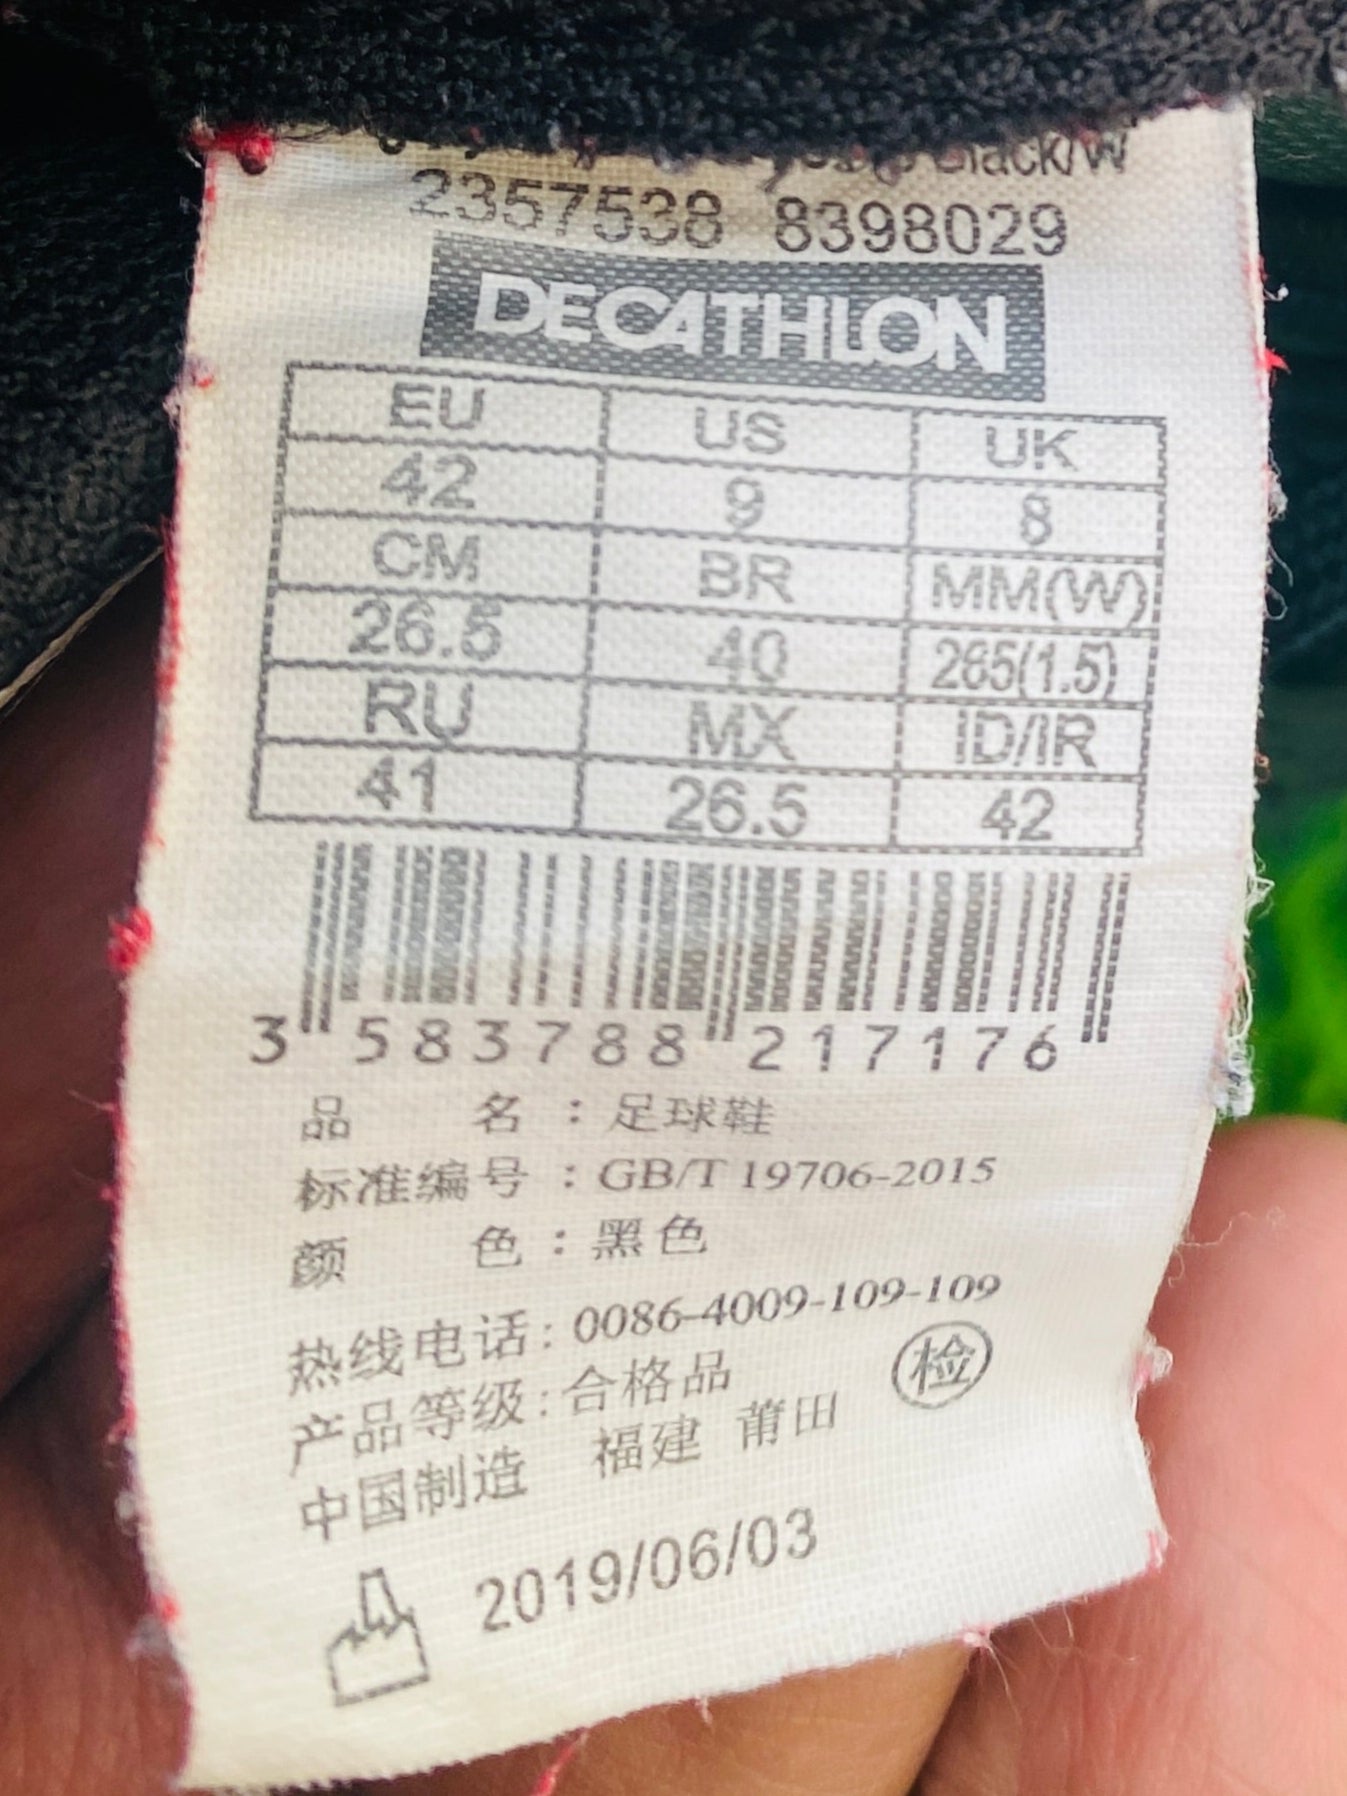 Black/W
2357538 8398029
DECATHLON
EU US UK
42 9 8
CM BR MM(W)
26.5 40 265(1.5)
RU MX ID/IR
41 26.5 42
3 583788 217176
品 名：足球鞋
标准编号：GB/T 19706-2015
颜 色：黑色
热线电话：0086-4009-109-109
产品等级：合格品 检
中国制造 福建 莆田
2019/06/03